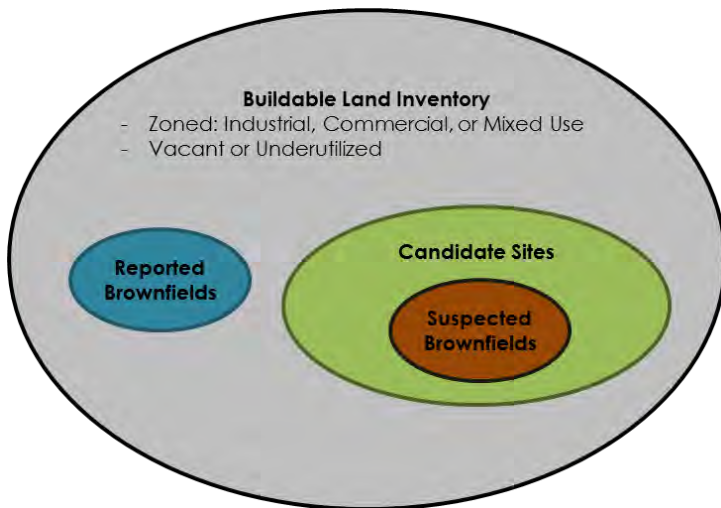 Buildable Land Inventory
- Zoned: Industrial, Commercial, or Mixed Use
- Vacant or Underutilized
Reported
Brownfields
Candidate Sites
Suspected
Brownfields